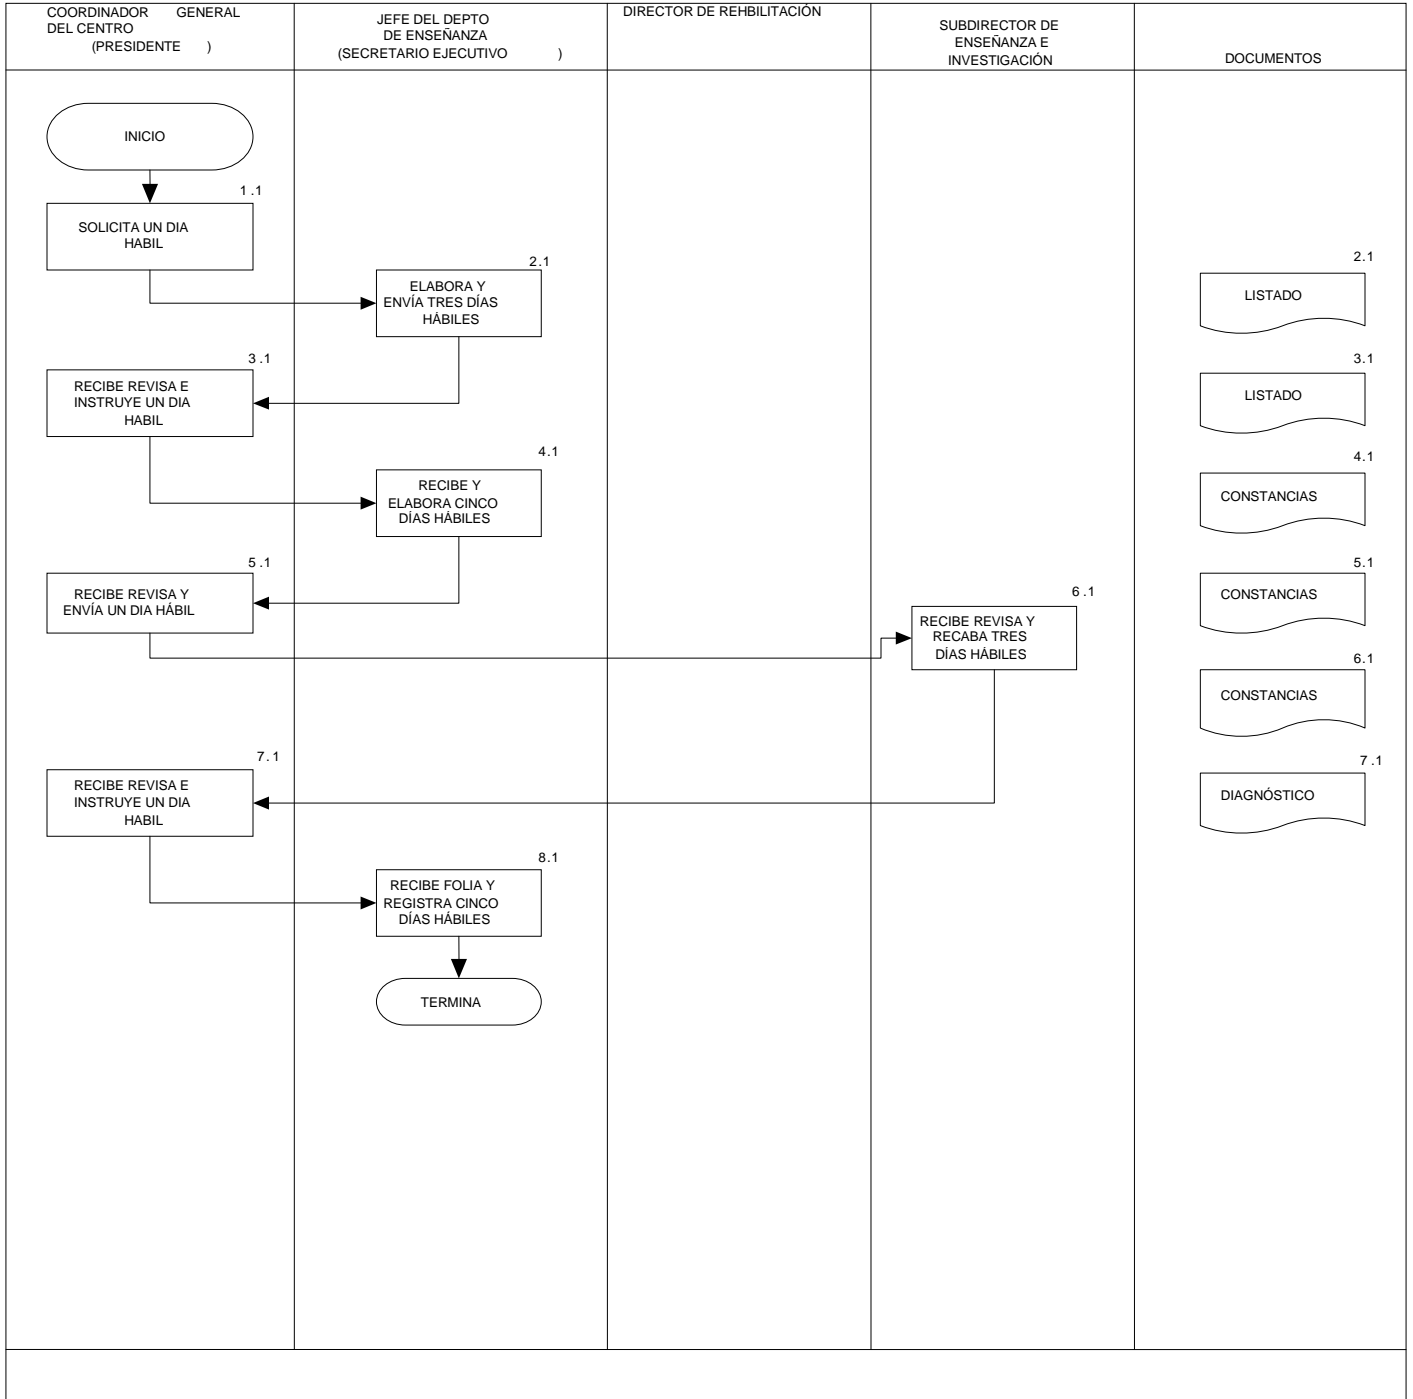 COORDINADOR GENERAL
DEL CENTRO
(PRESIDENTE )
JEFE DEL DEPTO
DE ENSEÑANZA
(SECRETARIO EJECUTIVO )
DIRECTOR DE REHBILITACIÓN
SUBDIRECTOR DE
ENSEÑANZA E
INVESTIGACIÓN
DOCUMENTOS
INICIO
1.1
SOLICITA UN DIA
HABIL
2.1
ELABORA Y
ENVÍA TRES DÍAS
HÁBILES
2.1
LISTADO
3.1
RECIBE REVISA E
INSTRUYE UN DIA
HABIL
3.1
LISTADO
4.1
RECIBE Y
ELABORA CINCO
DÍAS HÁBILES
4.1
CONSTANCIAS
5.1
RECIBE REVISA Y
ENVÍA UN DIA HÁBIL
5.1
CONSTANCIAS
6.1
RECIBE REVISA Y
RECABA TRES
DÍAS HÁBILES
6.1
CONSTANCIAS
7.1
RECIBE REVISA E
INSTRUYE UN DIA
HABIL
7.1
DIAGNÓSTICO
8.1
RECIBE FOLIA Y
REGISTRA CINCO
DÍAS HÁBILES
TERMINA